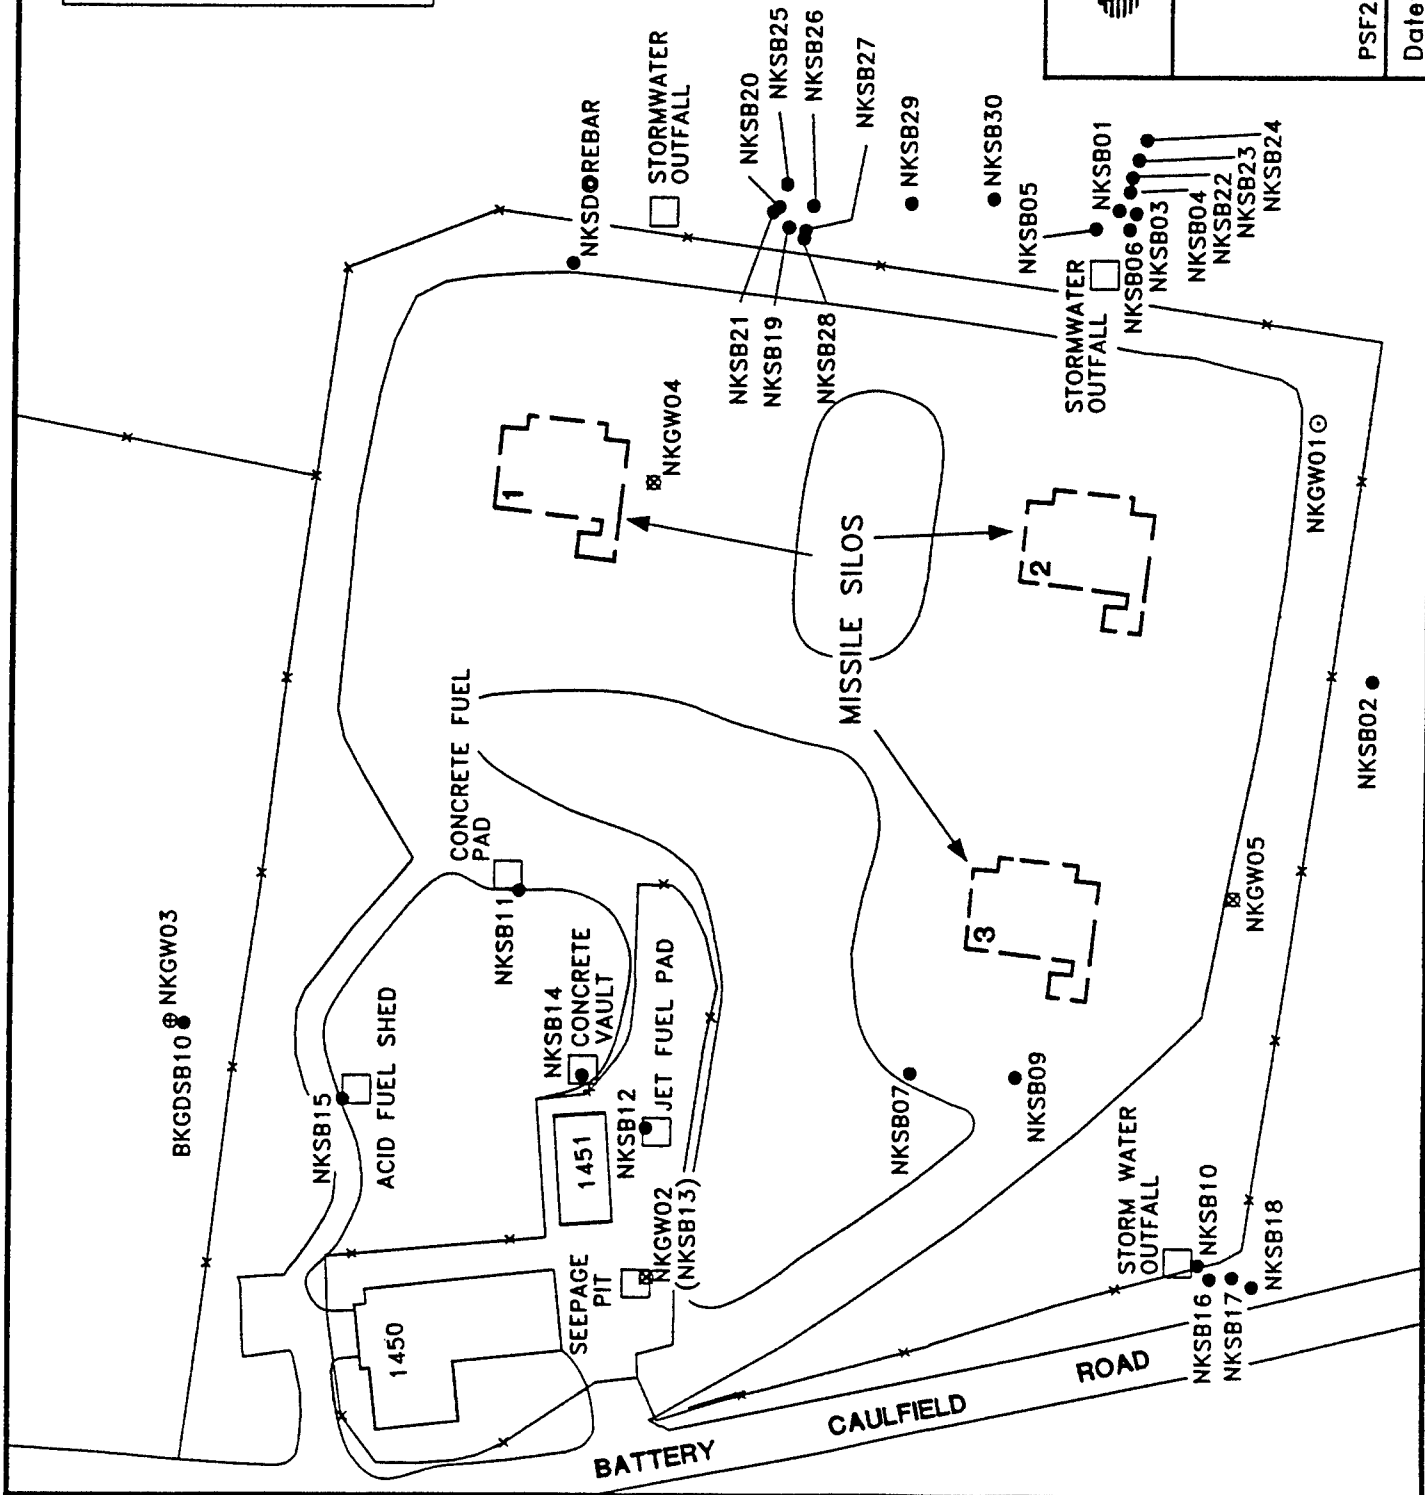 PSF2
Date
STORMWATER
OUTFALL
NKSB25
NKSB26
NKSB20
NKSB27
NKSB29
NKSB30
NKSB01
NKSB05
NKSB24
NKSB23
NKSB22
NKSB04
NKSB03
NKSB06
REBAR
NKSB21
NKSB19
NKSB28
STORMWATER
OUTFALL
NKGW04
NKGW01
1
2
3
MISSILE SILOS
NKSB02
CONCRETE FUEL
PAD
NKSB11
NKGW05
NKGW03
BKGDSB10
NKSB15
ACID FUEL SHED
NKSB14
CONCRETE
VAULT
JET FUEL PAD
NKSB12
1451
NKSB07
NKSB09
NKGW02
(NKSB13)
SEEPAGE
PIT
1450
STORM WATER
OUTFALL
NKSB10
NKSB18
NKSB16
NKSB17
BATTERY CAULFIELD ROAD